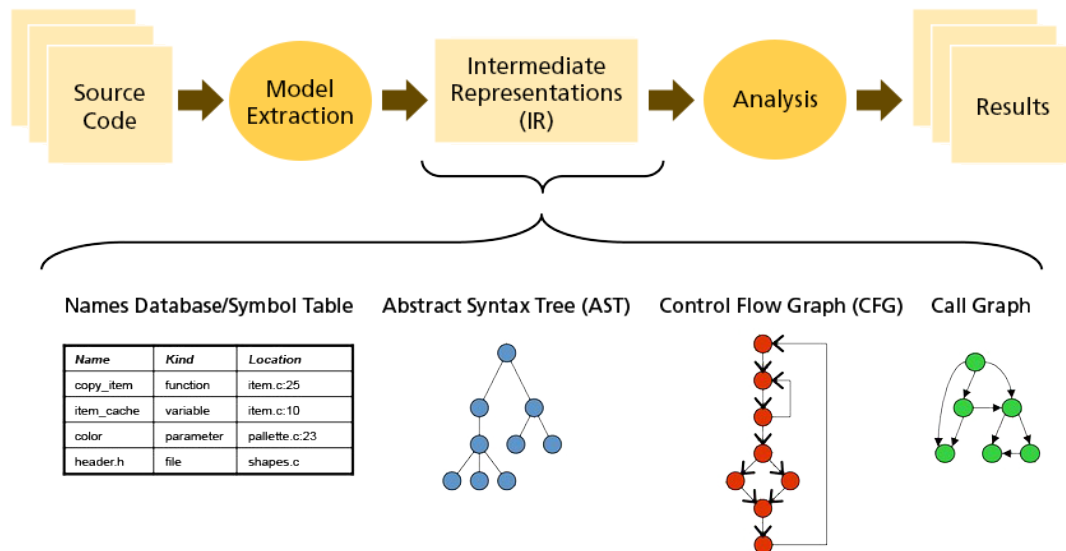 Source
Code
Model
Extraction
Intermediate
Representations
(IR)
Analysis
Results
Names Database/Symbol Table
Abstract Syntax Tree (AST)
Control Flow Graph (CFG)
Call Graph
Name Kind Location
copy_item function item.c:25
item_cache variable item.c:10
color parameter pallette.c:23
header.h file shapes.c